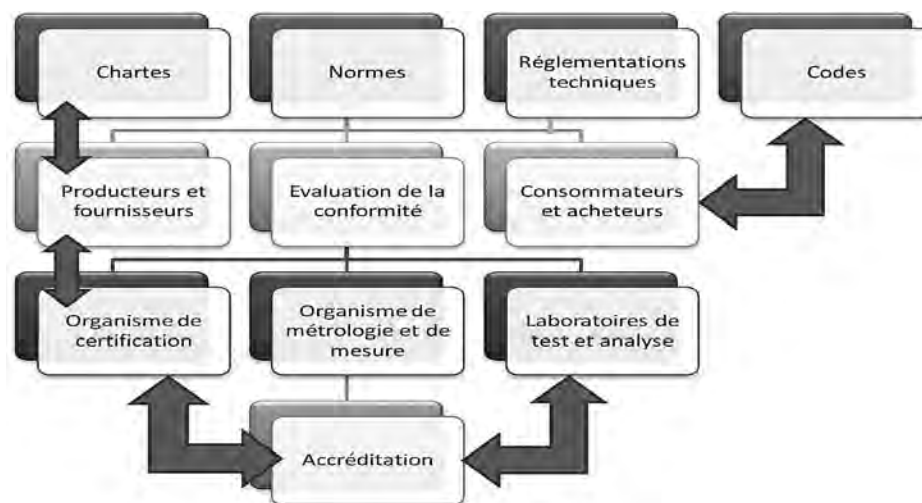 Chartes
Normes
Réglementations
techniques
Codes
Producteurs et
fournisseurs
Evaluation de la
conformité
Consommateurs
et acheteurs
Organisme de
certification
Organisme de
métrologie et de
mesure
Laboratoires de
test et analyse
Accréditation